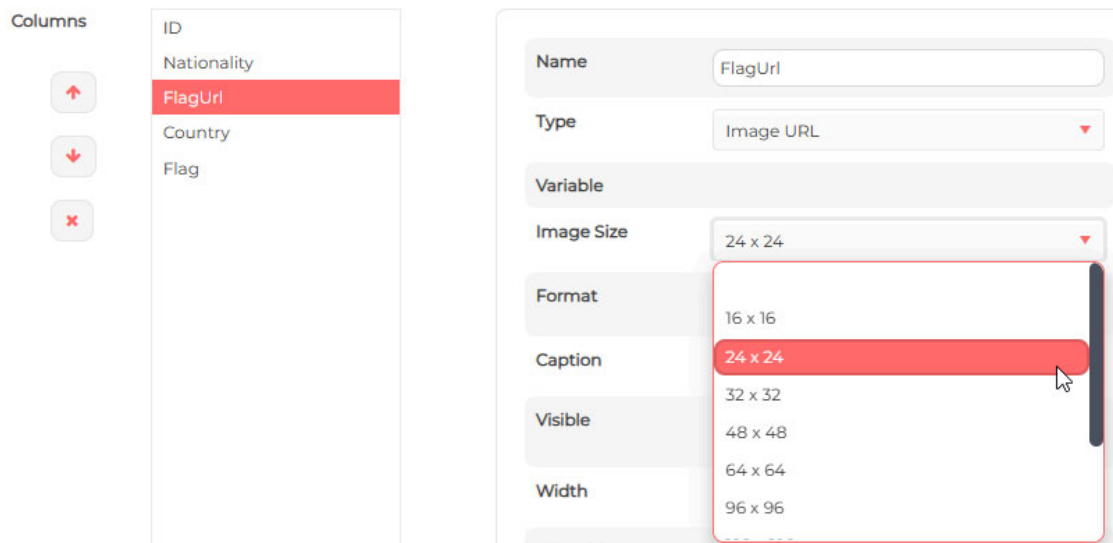 Columns
ID
Nationality
FlagUrl
Country
Flag
Name
FlagUrl
Type
Image URL
Variable
Image Size
24 x 24
Format
16 x 16
24 x 24
Caption
32 x 32
Visible
48 x 48
64 x 64
Width
96 x 96